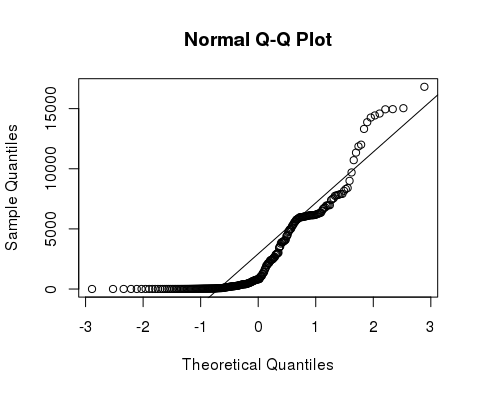 Normal Q-Q Plot
15000
10000
5000
0
Sample Quantiles
-3 -2 -1 0 1 2 3
Theoretical Quantiles